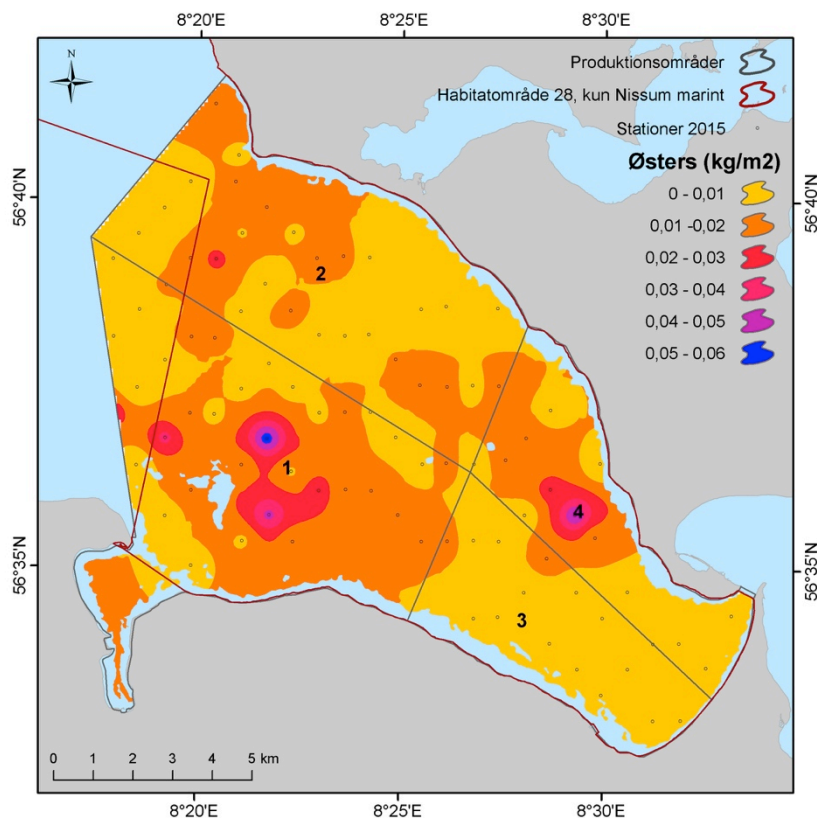 8°20'E 8°25'E 8°30'E
N
Produktionsområder
Habitatområde 28, kun Nissum marint
Stationer 2015
Østers (kg/m2)
0 - 0,01
0,01 -0,02
0,02 - 0,03
0,03 - 0,04
0,04 - 0,05
0,05 - 0,06
56°40'N 56°40'N
2
1
4
56°35'N 56°35'N
3
0 1 2 3 4 5 km
8°20'E 8°25'E 8°30'E